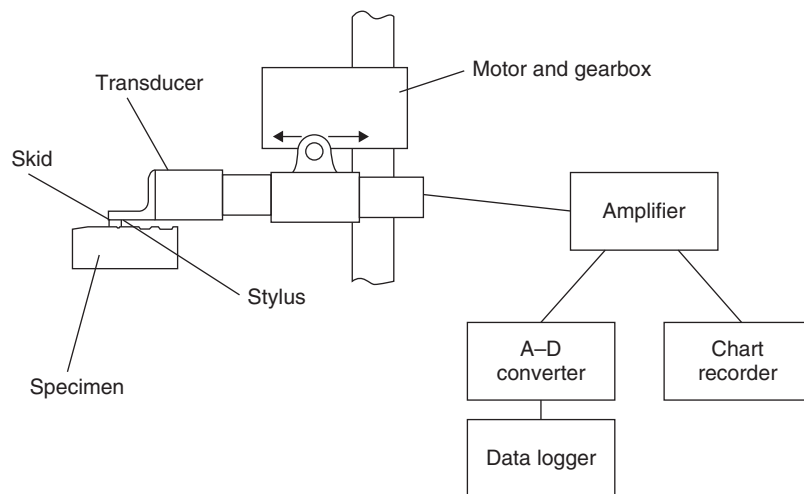 Motor and gearbox
Transducer
Skid
Amplifier
Stylus
Specimen
A–D
converter
Chart
recorder
Data logger